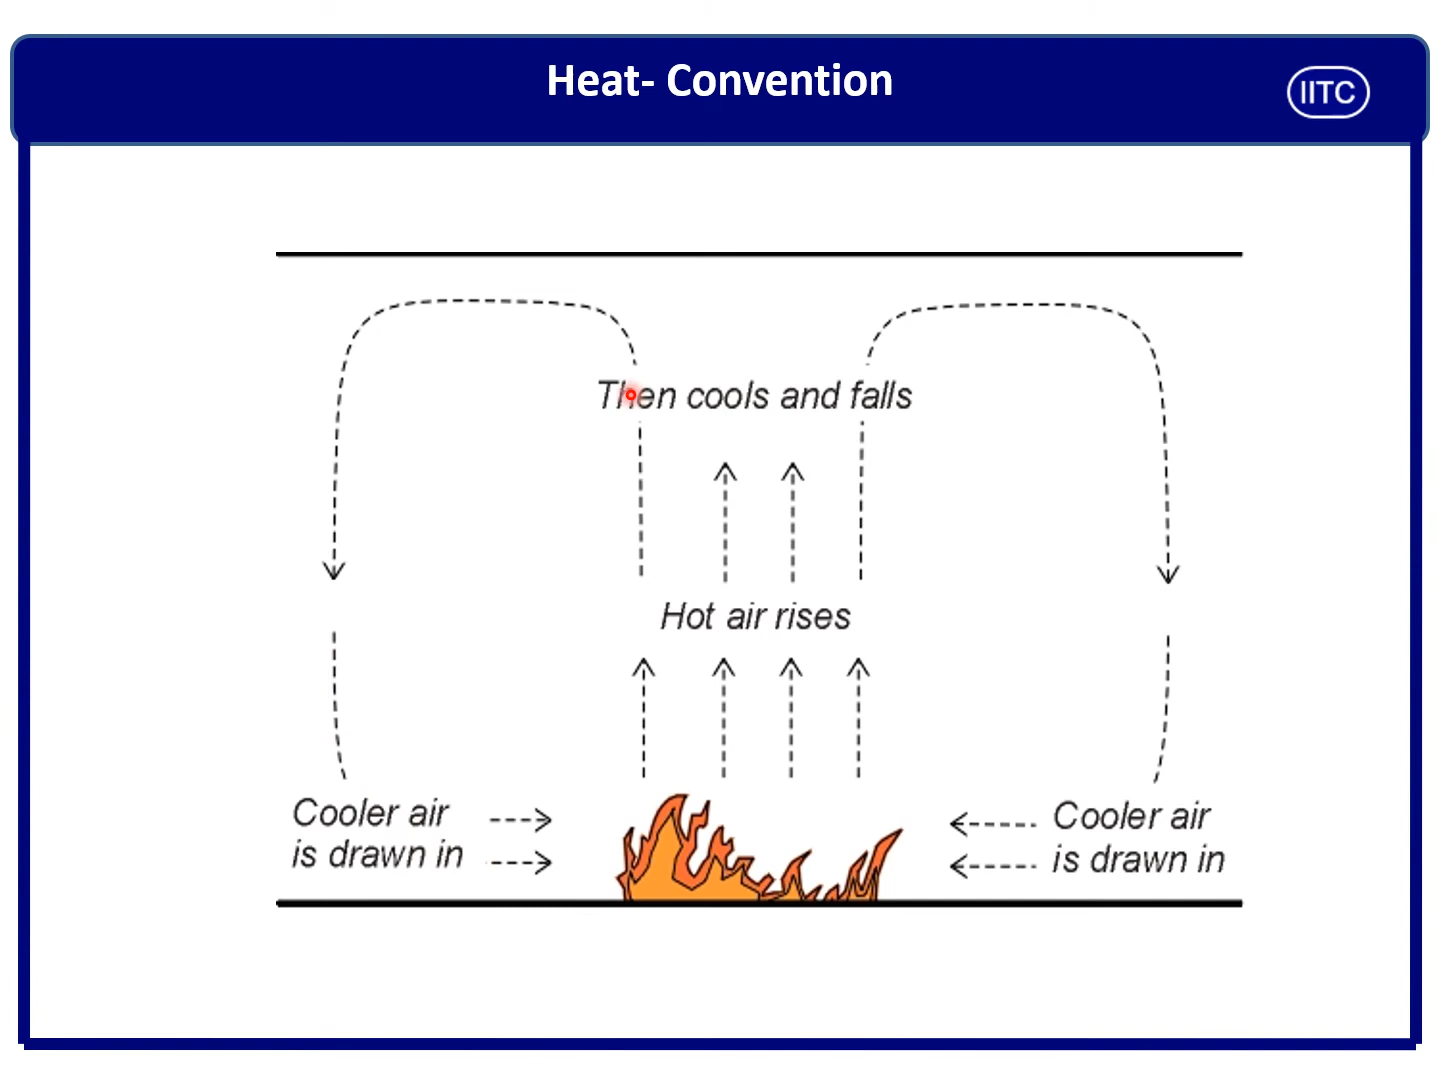 Heat- Convention
IITC
Then cools and falls
Hot air rises
Cooler air
is drawn in
Cooler air
is drawn in